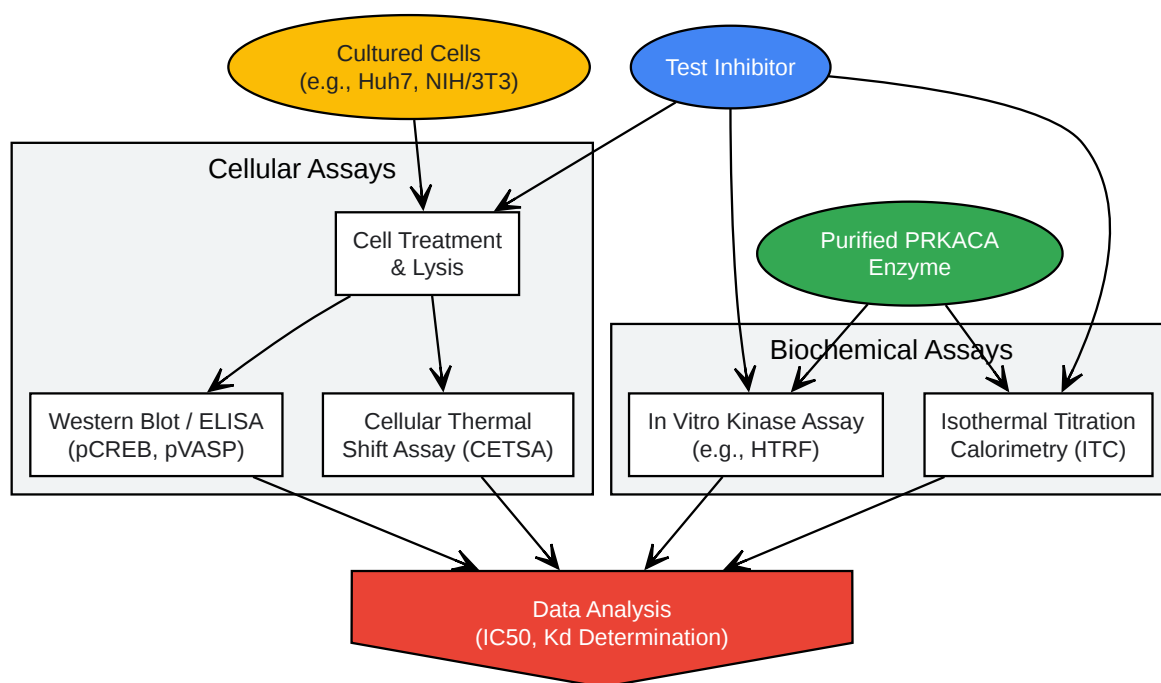 Cultured Cells
(e.g., Huh7, NIH/3T3)
Test Inhibitor
Cellular Assays
Cell Treatment
& Lysis
Purified PRKACA
Enzyme
Biochemical Assays
Western Blot / ELISA
(pCREB, pVASP)
Cellular Thermal
Shift Assay (CETSA)
In Vitro Kinase Assay
(e.g., HTRF)
Isothermal Titration
Calorimetry (ITC)
Data Analysis
(IC50, Kd Determination)